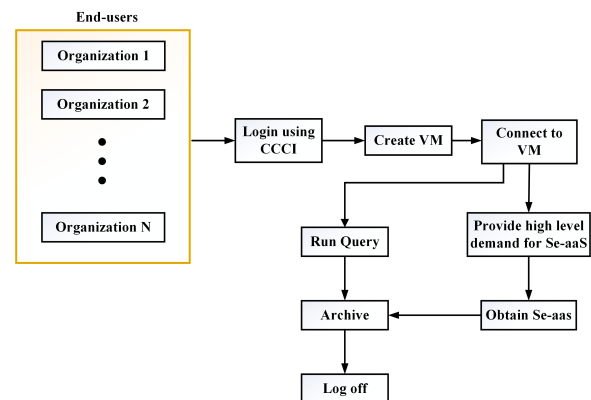 End-users
Organization 1
Organization 2
Organization N
Login using
CCCI
Create VM
Connect to
VM
Run Query
Provide high level
demand for Se-aaS
Archive
Obtain Se-aas
Log off